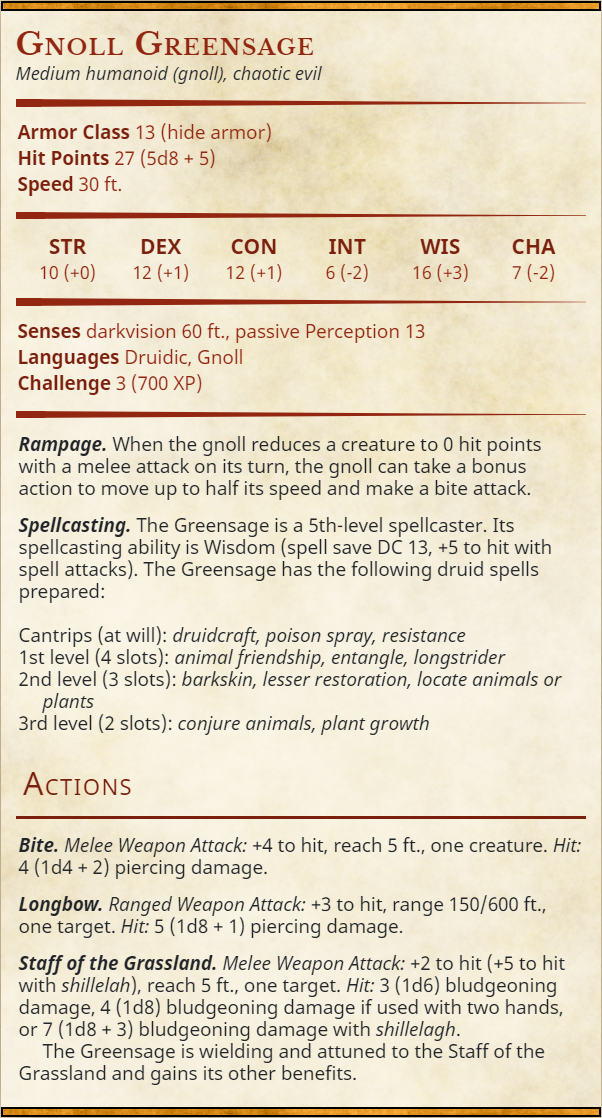 Gnoll Greensage
Medium humanoid (gnoll), chaotic evil
Armor Class 13 (hide armor)
Hit Points 27 (5d8 + 5)
Speed 30 ft.
STR DEX CON INT WIS CHA
10 (+0) 12 (+1) 12 (+1) 6 (-2) 16 (+3) 7 (-2)
Senses darkvision 60 ft., passive Perception 13
Languages Druidic, Gnoll
Challenge 3 (700 XP)
Rampage. When the gnoll reduces a creature to 0 hit points
with a melee attack on its turn, the gnoll can take a bonus
action to move up to half its speed and make a bite attack.
Spellcasting. The Greensage is a 5th-level spellcaster. Its
spellcasting ability is Wisdom (spell save DC 13, +5 to hit with
spell attacks). The Greensage has the following druid spells
prepared:
Cantrips (at will): druidcraft, poison spray, resistance
1st level (4 slots): animal friendship, entangle, longstrider
2nd level (3 slots): barkskin, lesser restoration, locate animals or
plants
3rd level (2 slots): conjure animals, plant growth
Actions
Bite. Melee Weapon Attack: +4 to hit, reach 5 ft., one creature. Hit:
4 (1d4 + 2) piercing damage.
Longbow. Ranged Weapon Attack: +3 to hit, range 150/600 ft.,
one target. Hit: 5 (1d8 + 1) piercing damage.
Staff of the Grassland. Melee Weapon Attack: +2 to hit (+5 to hit
with shillelah), reach 5 ft., one target. Hit: 3 (1d6) bludgeoning
damage, 4 (1d8) bludgeoning damage if used with two hands,
or 7 (1d8 + 3) bludgeoning damage with shillelagh.
The Greensage is wielding and attuned to the Staff of the
Grassland and gains its other benefits.